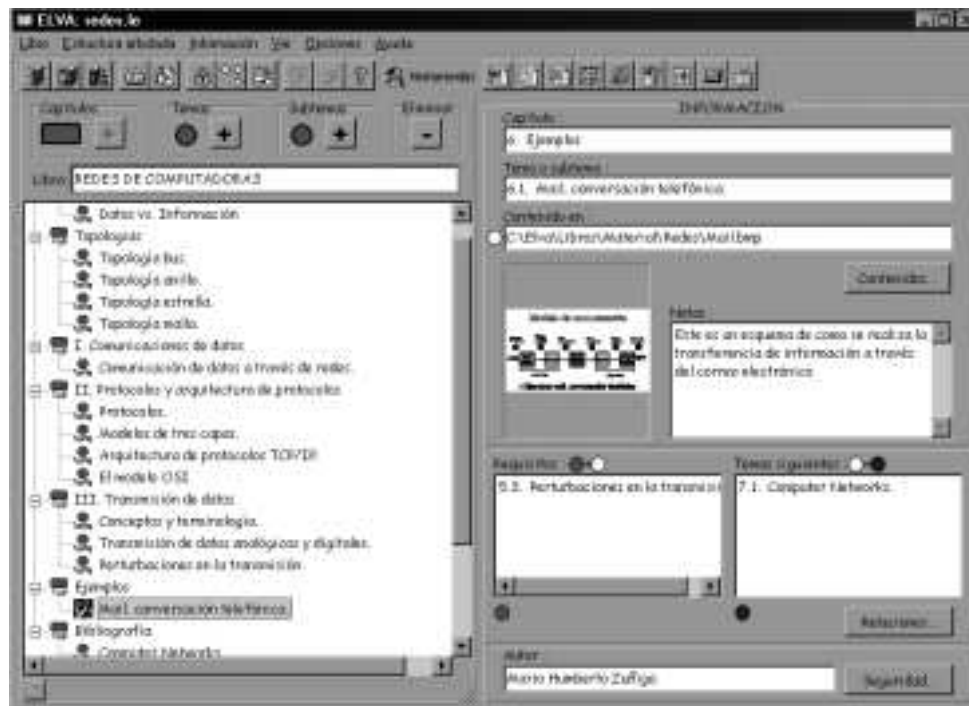 ELVA: redes.le
Libro Estructura arbolada Información Ver Opciones Ayuda
Herramientas
Capítulos Temas Subtemas Eliminar
Libro: REDES DE COMPUTADORAS
Datos vs. Información
Topologías
Topología bus.
Topología anillo.
Topología estrella.
Topología malla.
I. Comunicaciones de datos
Comunicación de datos a través de redes.
II. Protocolos y arquitectura de protocolos
Protocolos.
Modelos de tres capas.
Arquitectura de protocolos TCP/IP
El modelo OSI
III. Transmisión de datos
Conceptos y terminología.
Transmisión de datos analógicos y digitales.
Perturbaciones en la transmisión
Ejemplos
Mail. conversación telefónica.
Bibliografía
Computer Networks
INFORMACION
Capítulo
6. Ejemplos
Tema o subtema
6.1. Mail. conversación telefónica.
Contenido en
C:\Elva\Libros\Material\Redes\Mail.bmp
Contenidos...
Notas
Este es un esquema de como se realiza la
transferencia de información a través
del correo electrónico
Requisitos
5.3. Perturbaciones en la transmisi
Temas siguientes
7.1. Computer Networks.
Relaciones...
Autor
Mario Humberto Zuñiga
Seguridad...